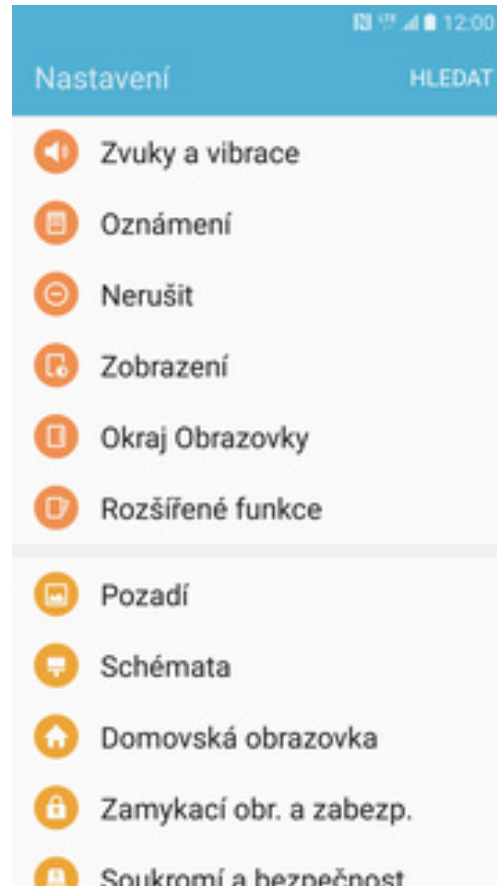 12:00
Nastavení HLEDAT
Zvuky a vibrace
Oznámení
Nerušit
Zobrazení
Okraj Obrazovky
Rozšířené funkce
Pozadí
Schémata
Domovská obrazovka
Zamykací obr. a zabezp.
Soukromí a bezpečnost